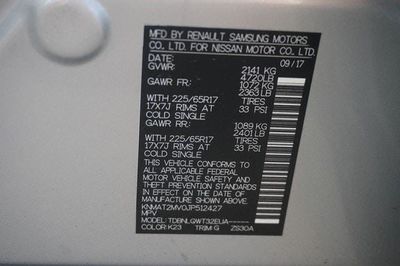 MFD BY RENAULT SAMSUNG MOTORS
CO., LTD. FOR NISSAN MOTOR CO., LTD.
DATE: 09/17
GVWR: 2141 KG
4720LB
GAWR FR: 1072 KG
2363LB
WITH 225/65R17 TIRES
17X7J RIMS AT 33 PSI
COLD SINGLE
GAWR RR: 1089 KG
2401LB
WITH 225/65R17 TIRES
17X7J RIMS AT 33 PSI
COLD SINGLE
THIS VEHICLE CONFORMS TO
ALL APPLICABLE FEDERAL
MOTOR VEHICLE SAFETY AND
THEFT PREVENTION STANDARDS
IN EFFECT ON THE DATE OF
MANUFACTURE SHOWN ABOVE.
KNMAT2MV0JP512427
MPV
MODEL: TDBNLQWT32EUA-----
COLOR: K23 TRIM: G ZS30A